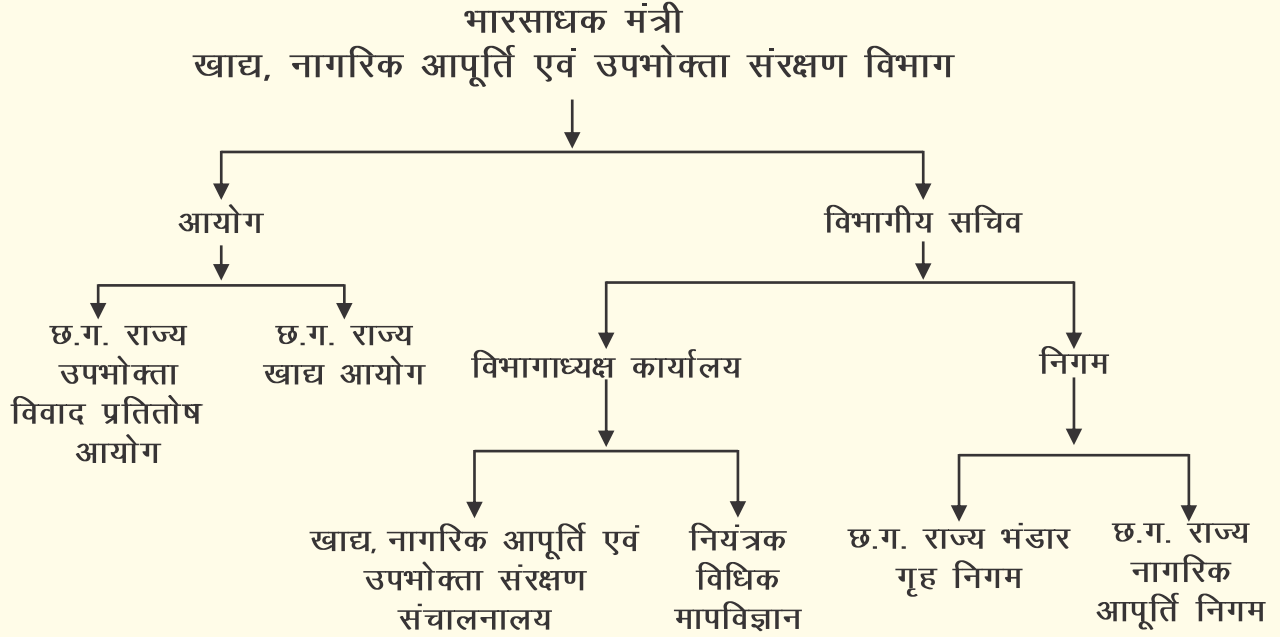 भारसाधक मंत्री
खाद्य, नागरिक आपूर्ति एवं उपभोक्ता संरक्षण विभाग
आयोग
विभागीय सचिव
छ.ग. राज्य
उपभोक्ता
विवाद प्रतितोष
आयोग
छ.ग. राज्य
खाद्य आयोग
विभागाध्यक्ष कार्यालय
निगम
खाद्य, नागरिक आपूर्ति एवं
उपभोक्ता संरक्षण
संचालनालय
नियंत्रक
विधिक
मापविज्ञान
छ.ग. राज्य भंडार
गृह निगम
छ.ग. राज्य
नागरिक
आपूर्ति निगम